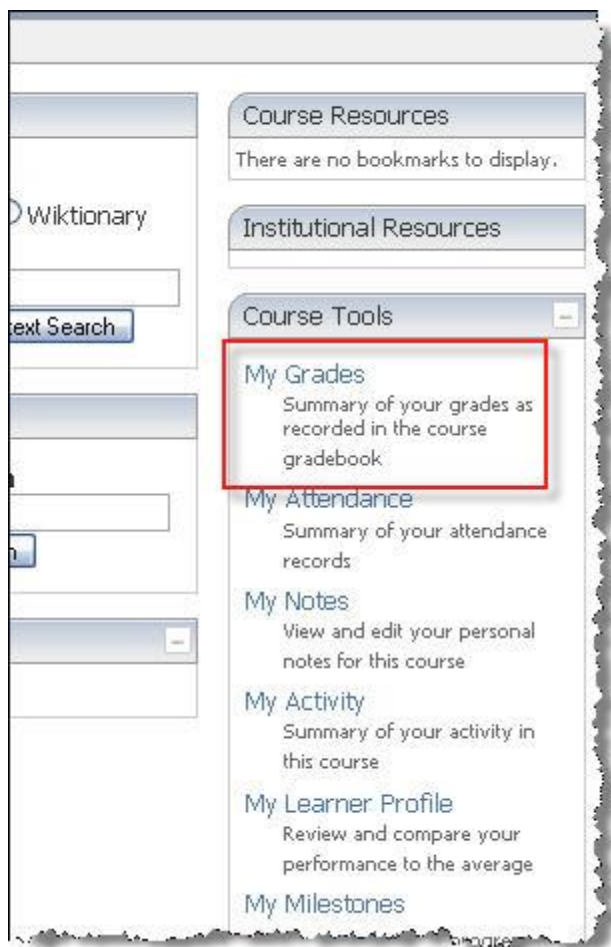 Wiktionary
text Search
Course Resources
There are no bookmarks to display.
Institutional Resources
Course Tools
My Grades
Summary of your grades as
recorded in the course
gradebook
My Attendance
Summary of your attendance
records
My Notes
View and edit your personal
notes for this course
My Activity
Summary of your activity in
this course
My Learner Profile
Review and compare your
performance to the average
My Milestones